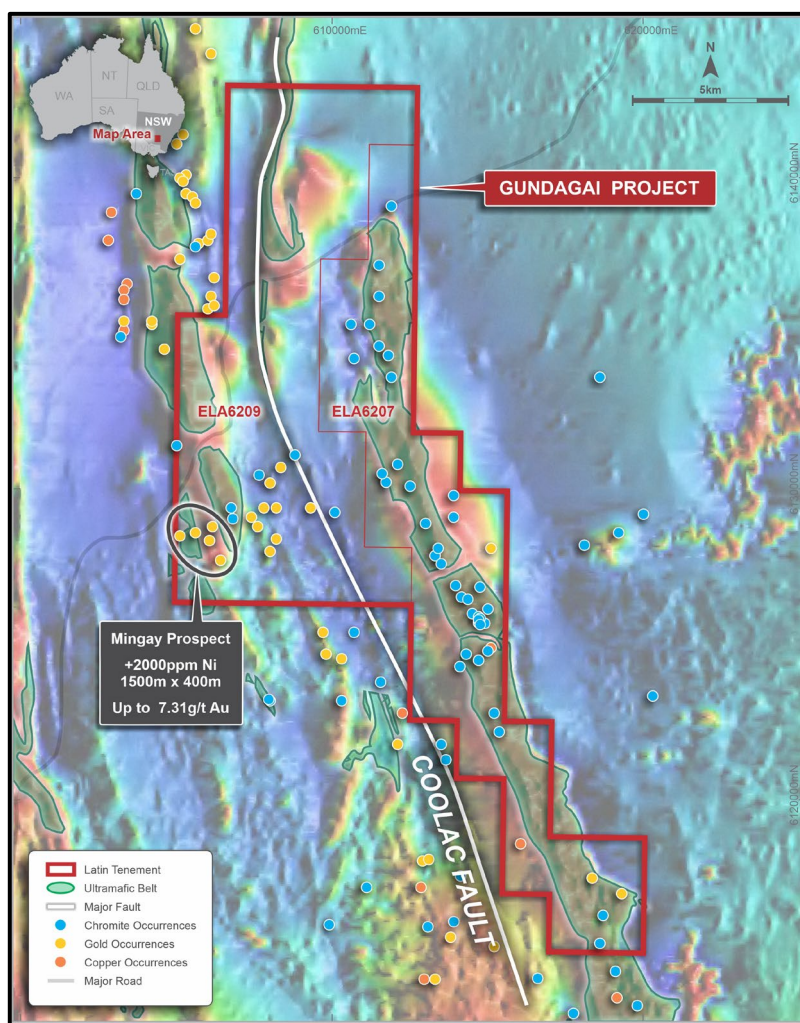 610000mE
620000mE
N
5km
NT
QLD
WA
SA
NSW
Map Area
6140000mN
GUNDAGAI PROJECT
ELA6209
ELA6207
Mingay Prospect
+2000ppm Ni
1500m x 400m
Up to 7.31g/t Au
6120000mN
COOLAC FAULT
Latin Tenement
Ultramafic Belt
Major Fault
Chromite Occurrences
Gold Occurrences
Copper Occurrences
Major Road